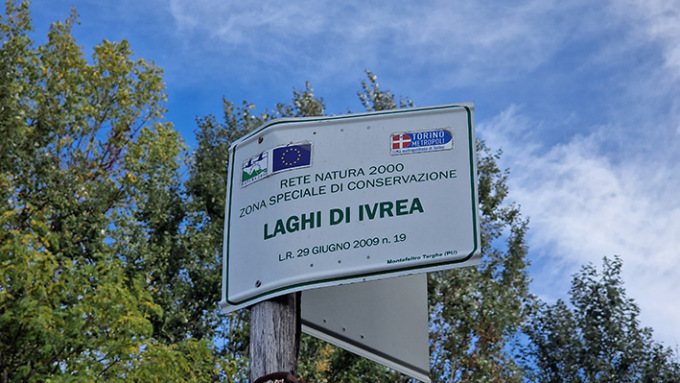 TORINO
METROPOLI
RETE NATURA 2000
ZONA SPECIALE DI CONSERVAZIONE
LAGHI DI IVREA
L.R. 29 GIUGNO 2009 n. 19
Montefeltro Targhe (PU)